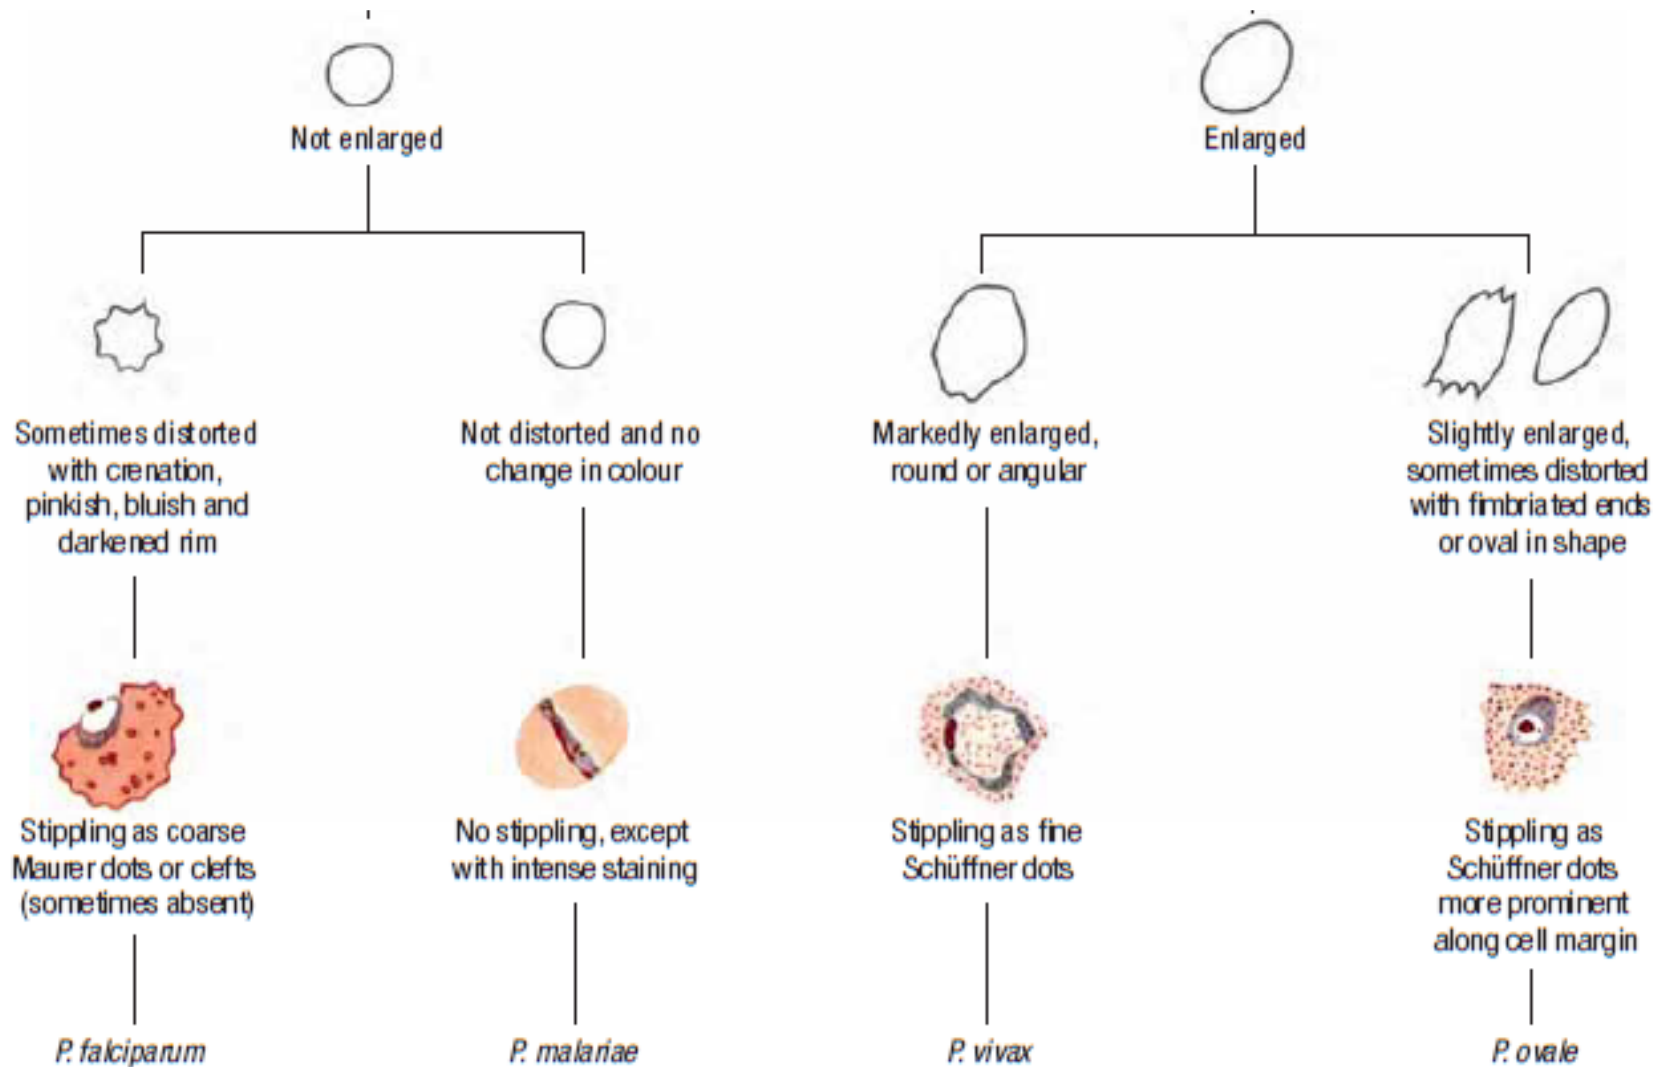 Not enlarged
Enlarged
Sometimes distorted
with crenation,
pinkish, bluish and
darkened rim
Not distorted and no
change in colour
Markedly enlarged,
round or angular
Slightly enlarged,
sometimes distorted
with fimbriated ends
or oval in shape
Stippling as coarse
Maurer dots or clefts
(sometimes absent)
No stippling, except
with intense staining
Stippling as fine
Schüffner dots
Stippling as
Schüffner dots
more prominent
along cell margin
P. falciparum
P. malariae
P. vivax
P. ovale